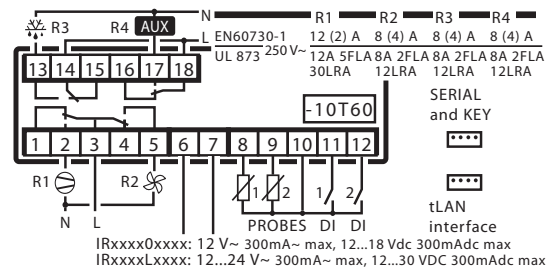 N R1 R2 R3 R4
R3 R4 AUX
L EN60730-1 250 V~ 12 (2) A 8 (4) A 8 (4) A 8 (4) A
UL 873 12A 5FLA 8A 2FLA 8A 2FLA 8A 2FLA
30LRA 12LRA 12LRA 12LRA
13 14 15 16 17 18
SERIAL
and KEY
-10T60
1 2 3 4 5 6 7 8 9 10 11 12
R1 R2 1 2 1 2
N L PROBES DI DI
tLAN
interface
IRxxxx0xxxx: 12 V~ 300mA~ max, 12...18 Vdc 300mAdc max
IRxxxxLxxxx: 12...24 V~ 300mA~ max, 12...30 VDC 300mAdc max